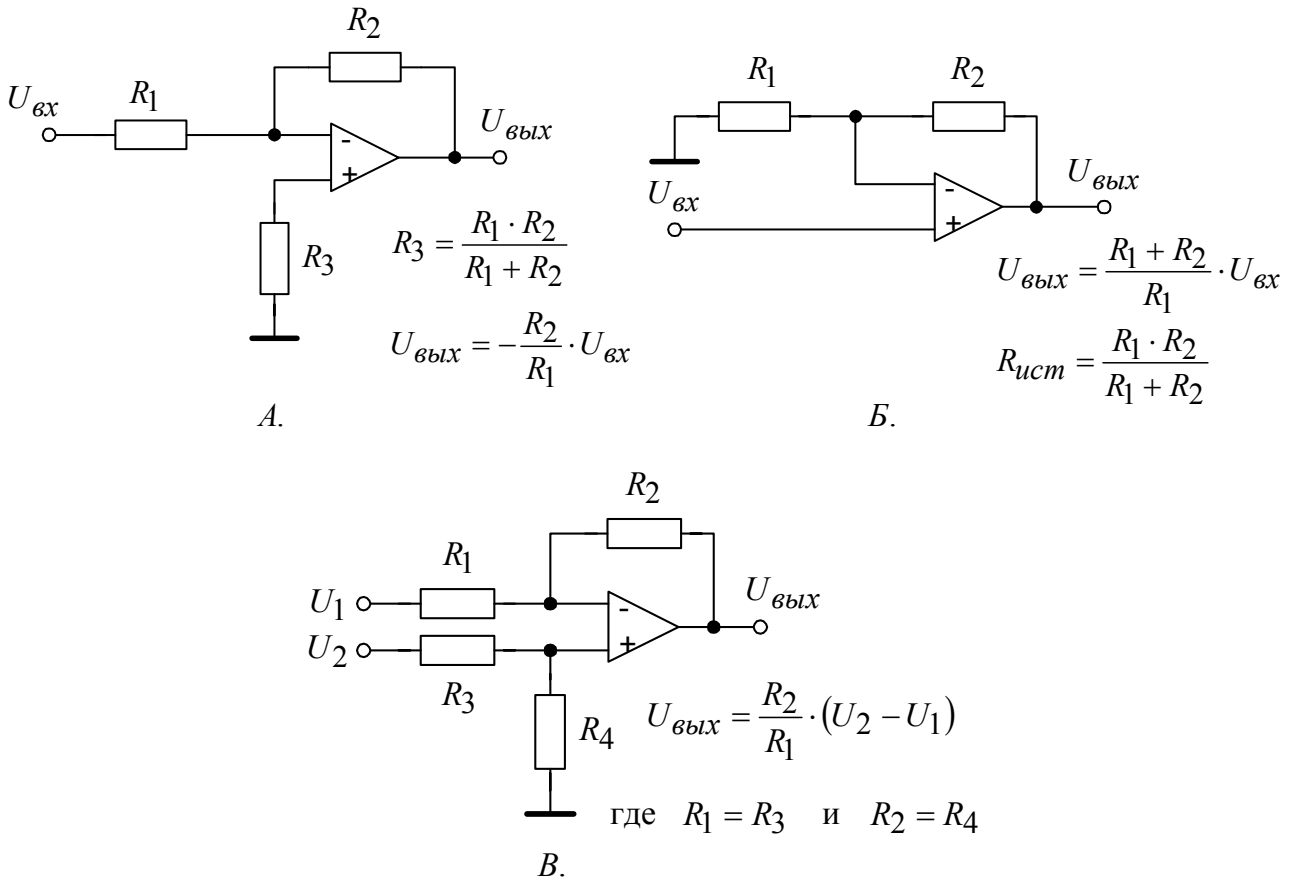 R2
Uвх
R1
Uвых
-
+
R3
R3 = R1 · R2 / R1 + R2
Uвых = − R2 / R1 · Uвх
А.
R1
R2
Uвх
Uвых
-
+
Uвых = R1 + R2 / R1 · Uвх
Rист = R1 · R2 / R1 + R2
Б.
R2
R1
U1
Uвых
-
U2
+
R3
R4
Uвых = R2 / R1 · (U2 − U1)
где R1 = R3 и R2 = R4
В.